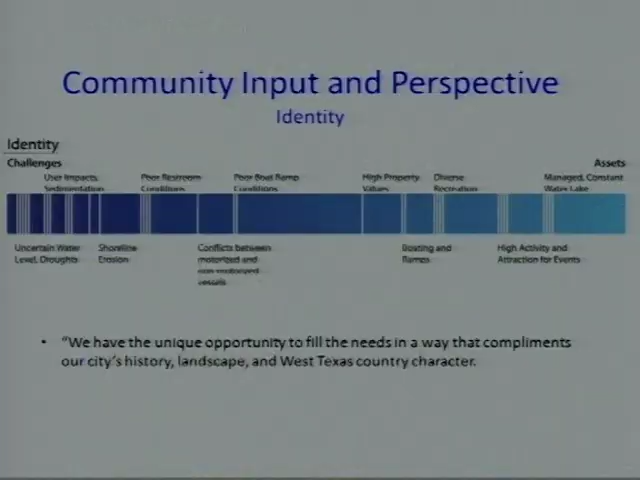 Community Input and Perspective
Identity
Identity
Challenges
Assets
User Impacts,
Sedimentation
Poor Restroom
Conditions
Poor Boat Ramp
Conditions
High Property
Values
Diverse
Recreation
Managed, Constant
Water Lake
Uncertain Water
Level, Droughts
Shoreline
Erosion
Conflicts between
motorized and
non-motorized
vessels
Boating and
Ramps
High Activity and
Attraction for Events
• “We have the unique opportunity to fill the needs in a way that compliments
our city’s history, landscape, and West Texas country character.